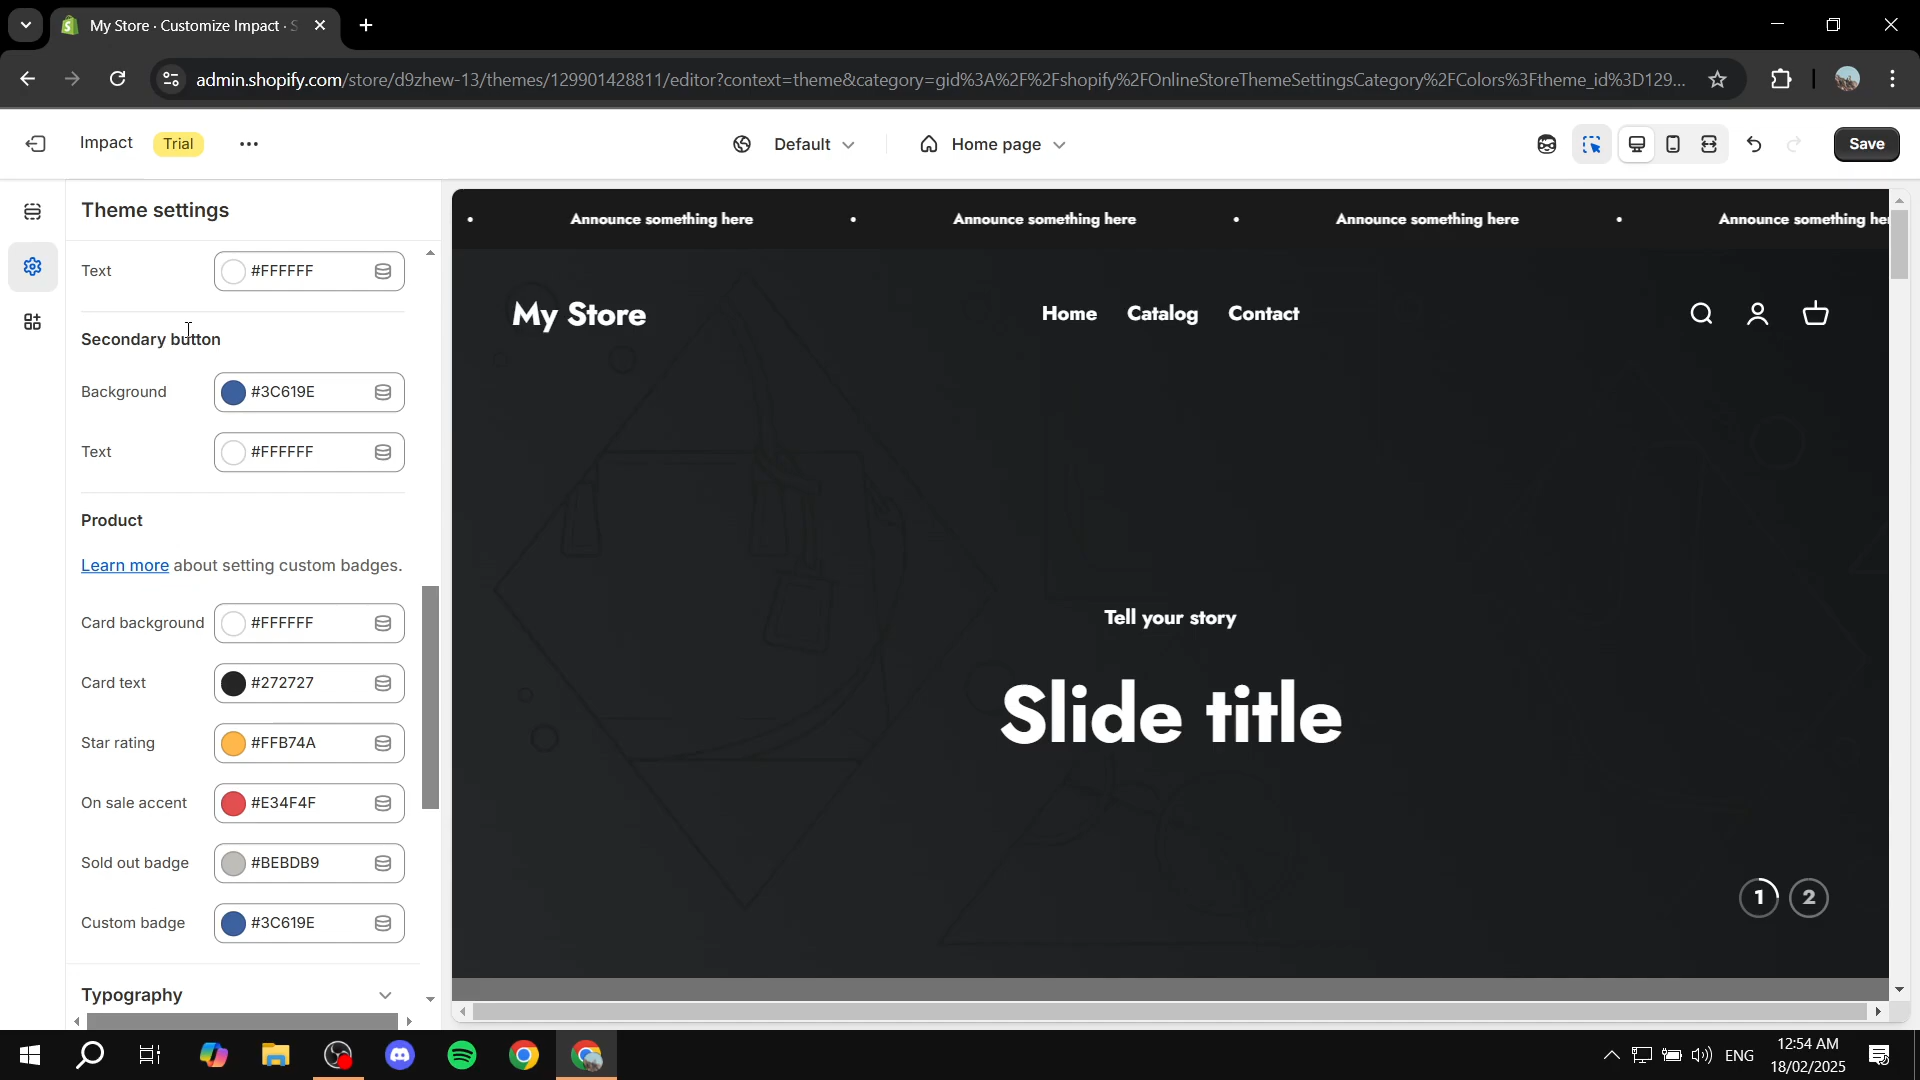 My Store · Customize Impact · S
admin.shopify.com/store/d9zhew-13/themes/129901428811/editor?context=theme&category=gid%3A%2F%2Fshopify%2FOnlineStoreThemeSettingsCategory%2FColors%3Ftheme_id%3D129...
Impact
Trial
Default
Home page
Save
Theme settings
Text
#FFFFFF
Secondary button
Background
#3C619E
Text
#FFFFFF
Product
Learn more about setting custom badges.
Card background
#FFFFFF
Card text
#272727
Star rating
#FFB74A
On sale accent
#E34F4F
Sold out badge
#BEBDB9
Custom badge
#3C619E
Typography
• Announce something here • Announce something here • Announce something here • Announce something he
My Store
Home Catalog Contact
Tell your story
Slide title
1 2
ENG
12:54 AM
18/02/2025